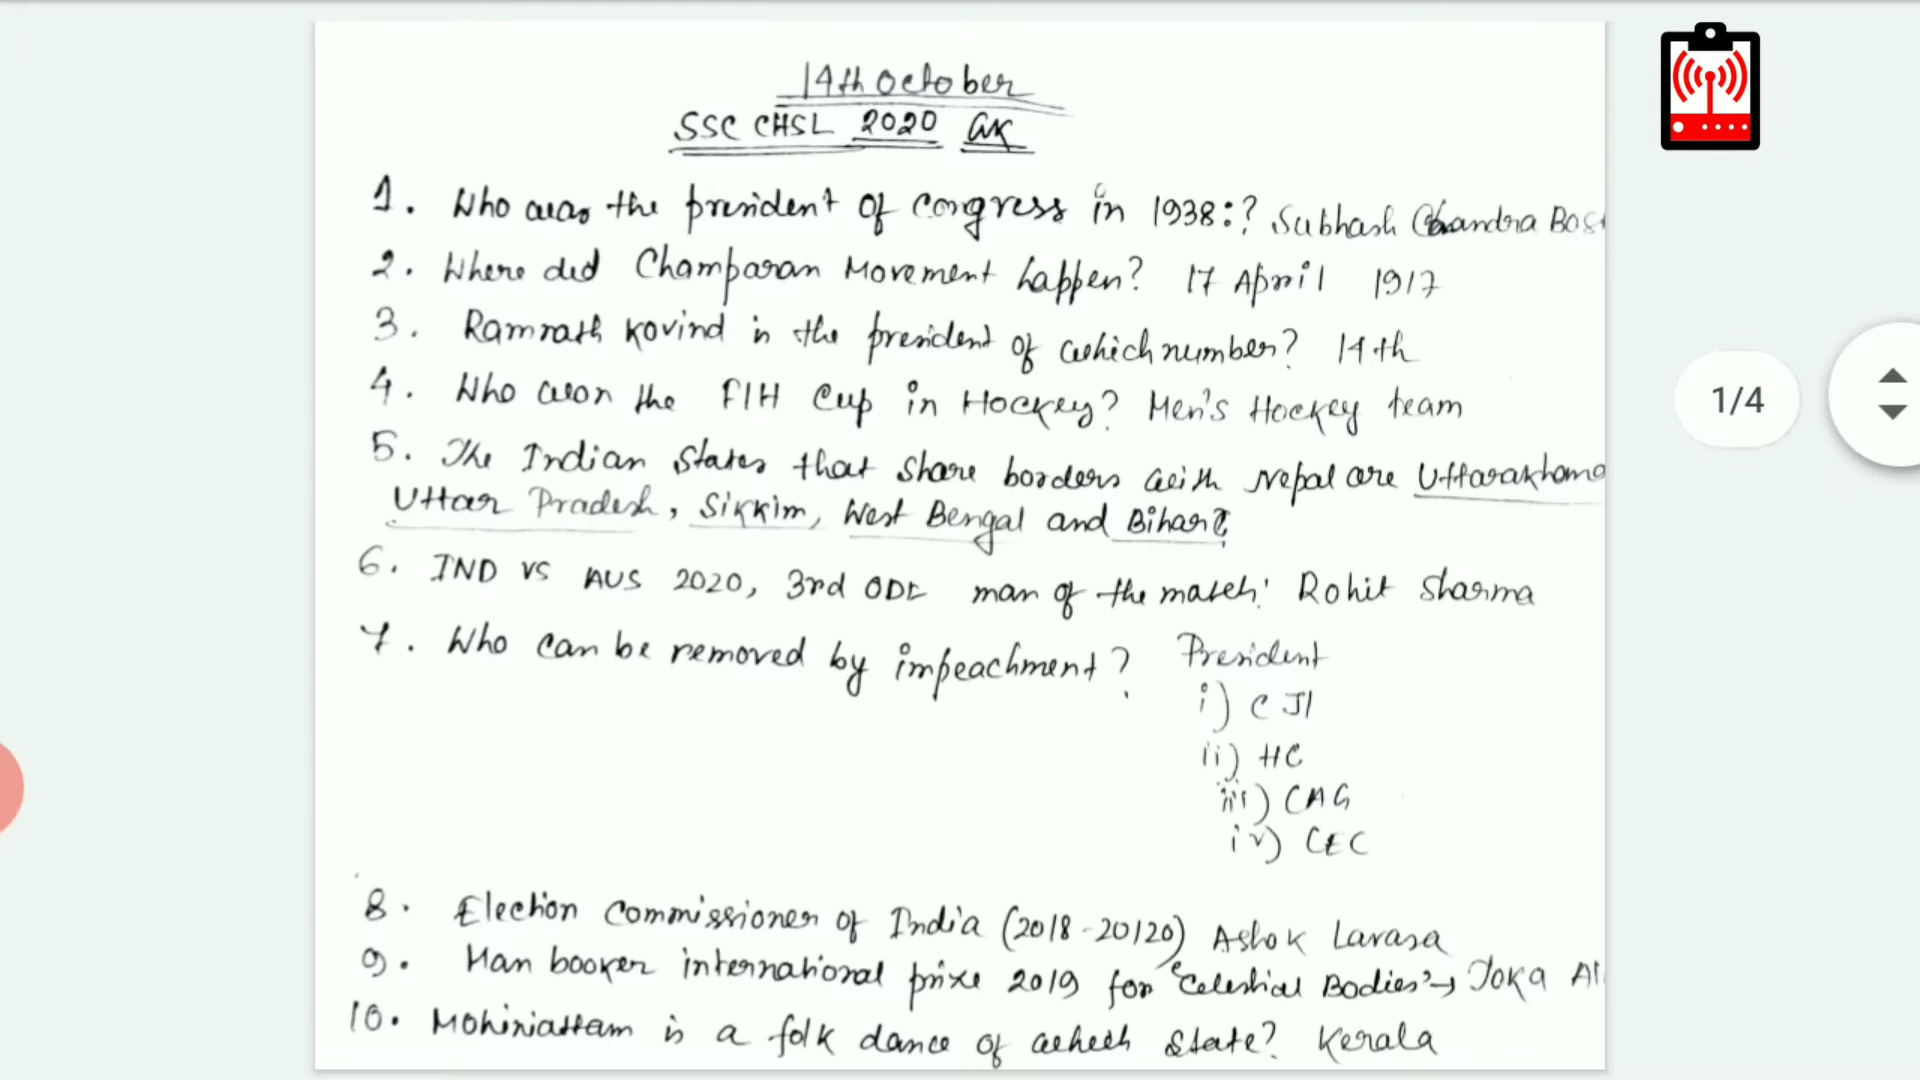 14th october
SSC CHSL 2020 GK
1. Who was the president of congress in 1938:? Subhash Chandra Bos
2. Where did Champaran Movement happen? 17 April 1917
3. Ramnath Kovind is the president of which number? 14th
4. Who won the FIH Cup in Hockey? Men's Hockey team
5. The Indian States that share borders with Nepal are Uttarakhand
Uttar Pradesh, Sikkim, West Bengal and Bihar?
6. IND vs AUS 2020, 3rd ODI man of the match: Rohit Sharma
7. Who can be removed by impeachment? President
i) CJI
ii) HC
iii) CAG
iv) CEC
8. Election Commissioner of India (2018-20120) Ashok Lavasa
9. Man booker international prize 2019 for "Celestial Bodies"→ Joka Al
10. Mohiniattam is a folk dance of which State? Kerala
1/4